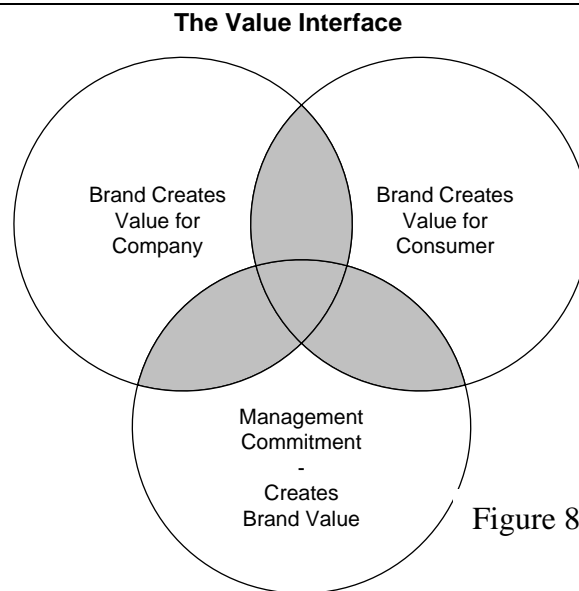 The Value Interface
Brand Creates
Value for
Company
Brand Creates
Value for
Consumer
Management
Commitment
-
Creates
Brand Value
Figure 8